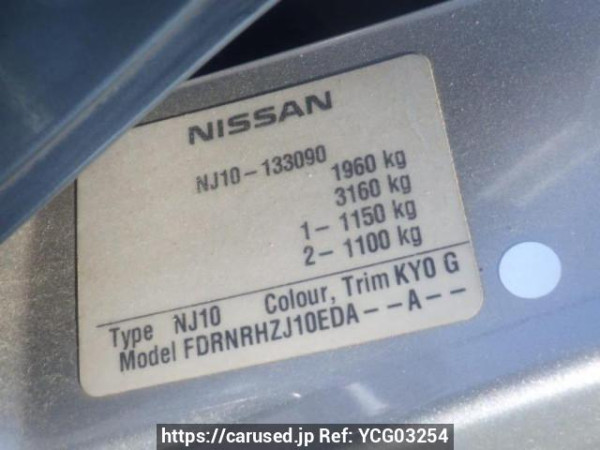 NISSAN
NJ10-133090
1960 kg
3160 kg
1- 1150 kg
2- 1100 kg
Type NJ10 Colour, Trim KY0 G
Model FDRNRHZJ10EDA--A--
https://carused.jp Ref: YCG03254